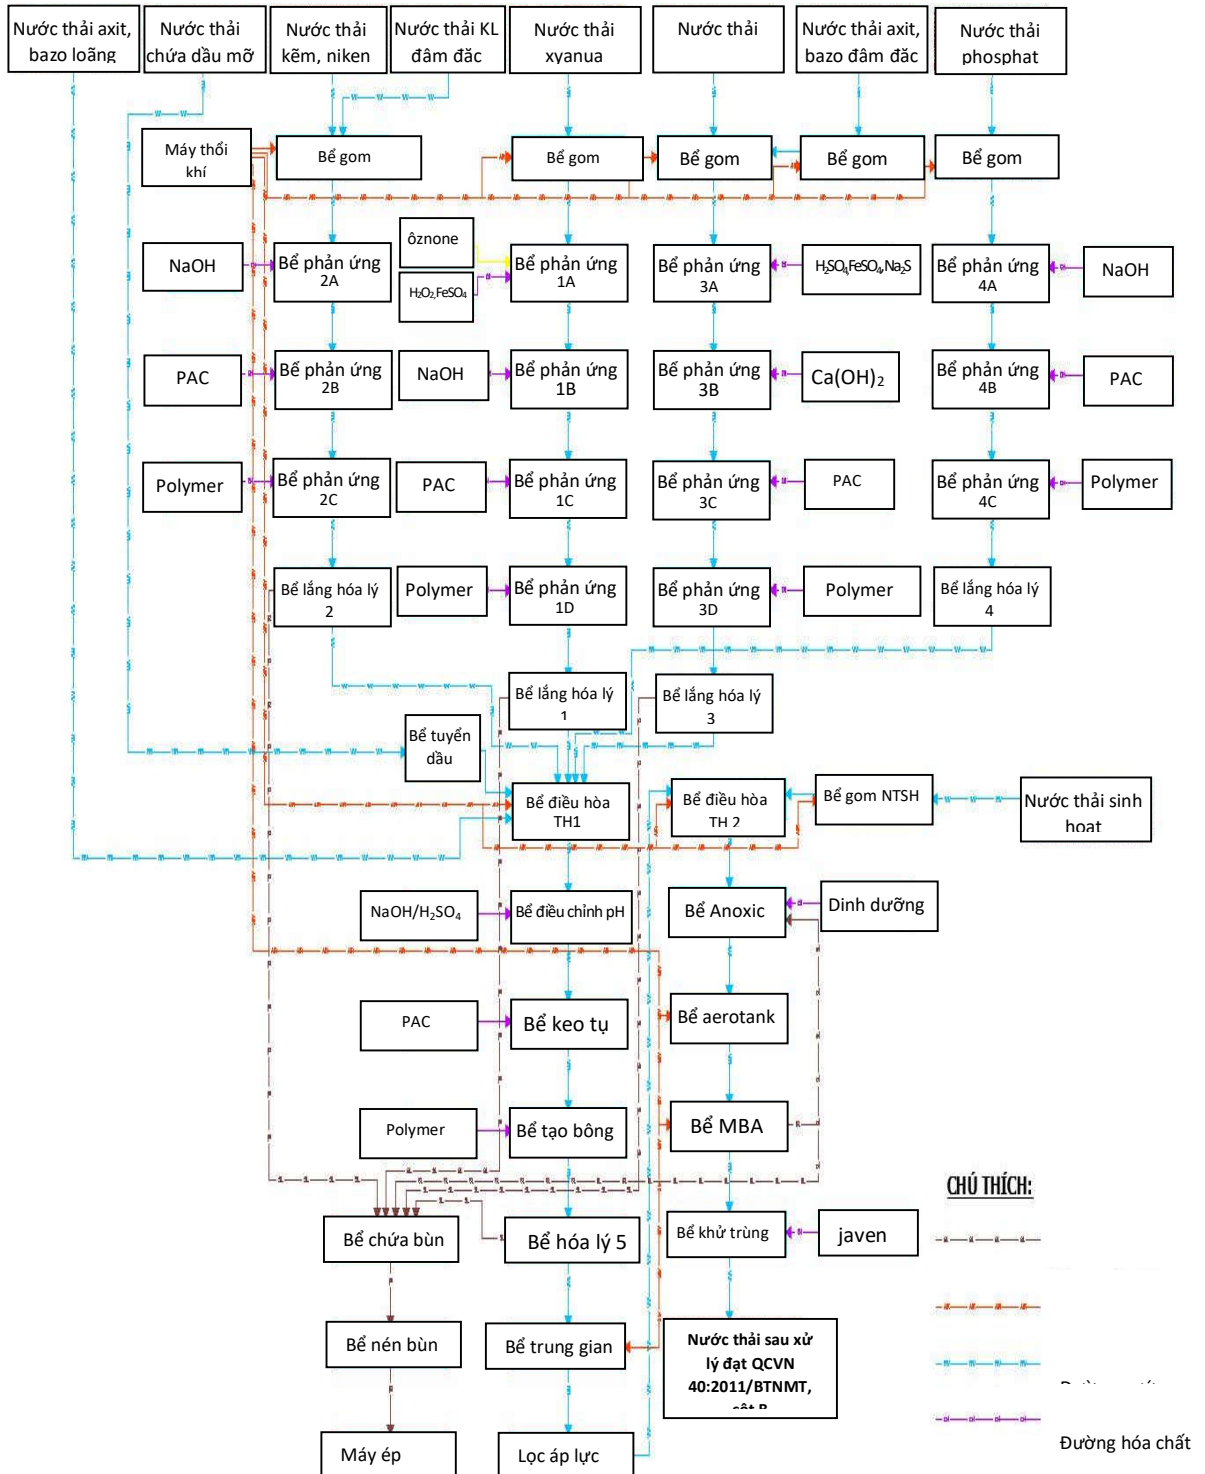 Nước thải axit,
bazo loãng
Nước thải
chứa dầu mỡ
Nước thải
kẽm, niken
Nước thải KL
đâm đăc
Nước thải
xyanua
Nước thải
Nước thải axit,
bazo đâm đăc
Nước thải
phosphat
Máy thổi
khí
Bể gom
Bể gom
Bể gom
Bể gom
Bể gom
NaOH
Bể phản ứng
2A
ôznone
H₂O₂,FeSO₄
Bể phản ứng
1A
Bể phản ứng
3A
H₂SO₄,FeSO₄,Na₂S
Bể phản ứng
4A
NaOH
PAC
Bể phản ứng
2B
NaOH
Bể phản ứng
1B
Bể phản ứng
3B
Ca(OH)₂
Bể phản ứng
4B
PAC
Polymer
Bể phản ứng
2C
PAC
Bể phản ứng
1C
Bể phản ứng
3C
PAC
Bể phản ứng
4C
Polymer
Bể lắng hóa lý
2
Polymer
Bể phản ứng
1D
Bể phản ứng
3D
Polymer
Bể lắng hóa lý
4
Bể lắng hóa lý
1
Bể lắng hóa lý
3
Bể tuyển
dầu
Bể điều hòa
TH1
Bể điều hòa
TH 2
Bể gom NTSH
Nước thải sinh
hoat
NaOH/H₂SO₄
Bể điều chỉnh pH
Bể Anoxic
Dinh dưỡng
PAC
Bể keo tụ
Bể aerotank
Polymer
Bể tạo bông
Bể MBA
CHÚ THÍCH:
Bể chứa bùn
Bể hóa lý 5
Bể khử trùng
javen
Bể nén bùn
Bể trung gian
Nước thải sau xử
lý đạt QCVN
40:2011/BTNMT,
cột B
Máy ép
Lọc áp lực
Đường hóa chất